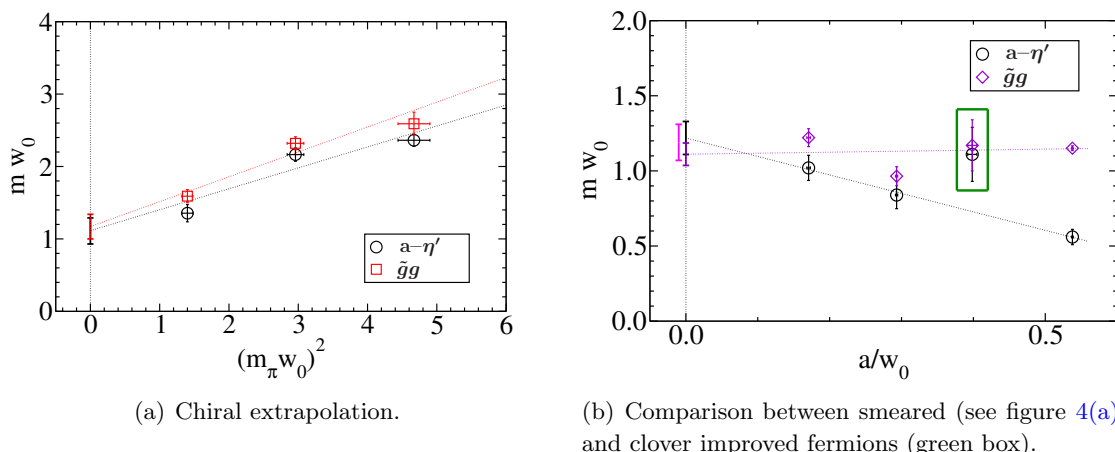 4
3
2
1
0
m w₀
0
1
2
3
4
5
6
(mπw₀)²
a−η′
g̃g
(a) Chiral extrapolation.
2.0
1.5
1.0
0.5
0.0
m w₀
0.0
0.5
a/w₀
a−η′
g̃g
(b) Comparison between smeared (see figure 4(a)
and clover improved fermions (green box).